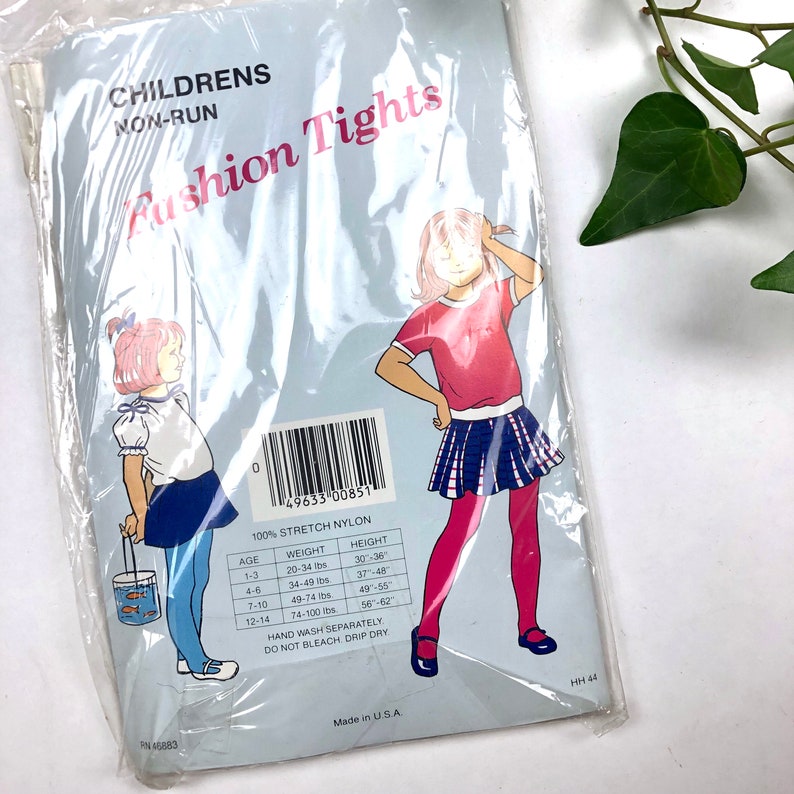 CHILDRENS
NON-RUN
Fashion Tights
0 49633 00851
100% STRETCH NYLON
AGE WEIGHT HEIGHT
1-3 20-34 lbs. 30"-36"
4-6 34-49 lbs. 37"-48"
7-10 49-74 lbs. 49"-55"
12-14 74-100 lbs. 56"-62"
HAND WASH SEPARATELY.
DO NOT BLEACH. DRIP DRY.
HH 44
Made in U.S.A.
RN 46883